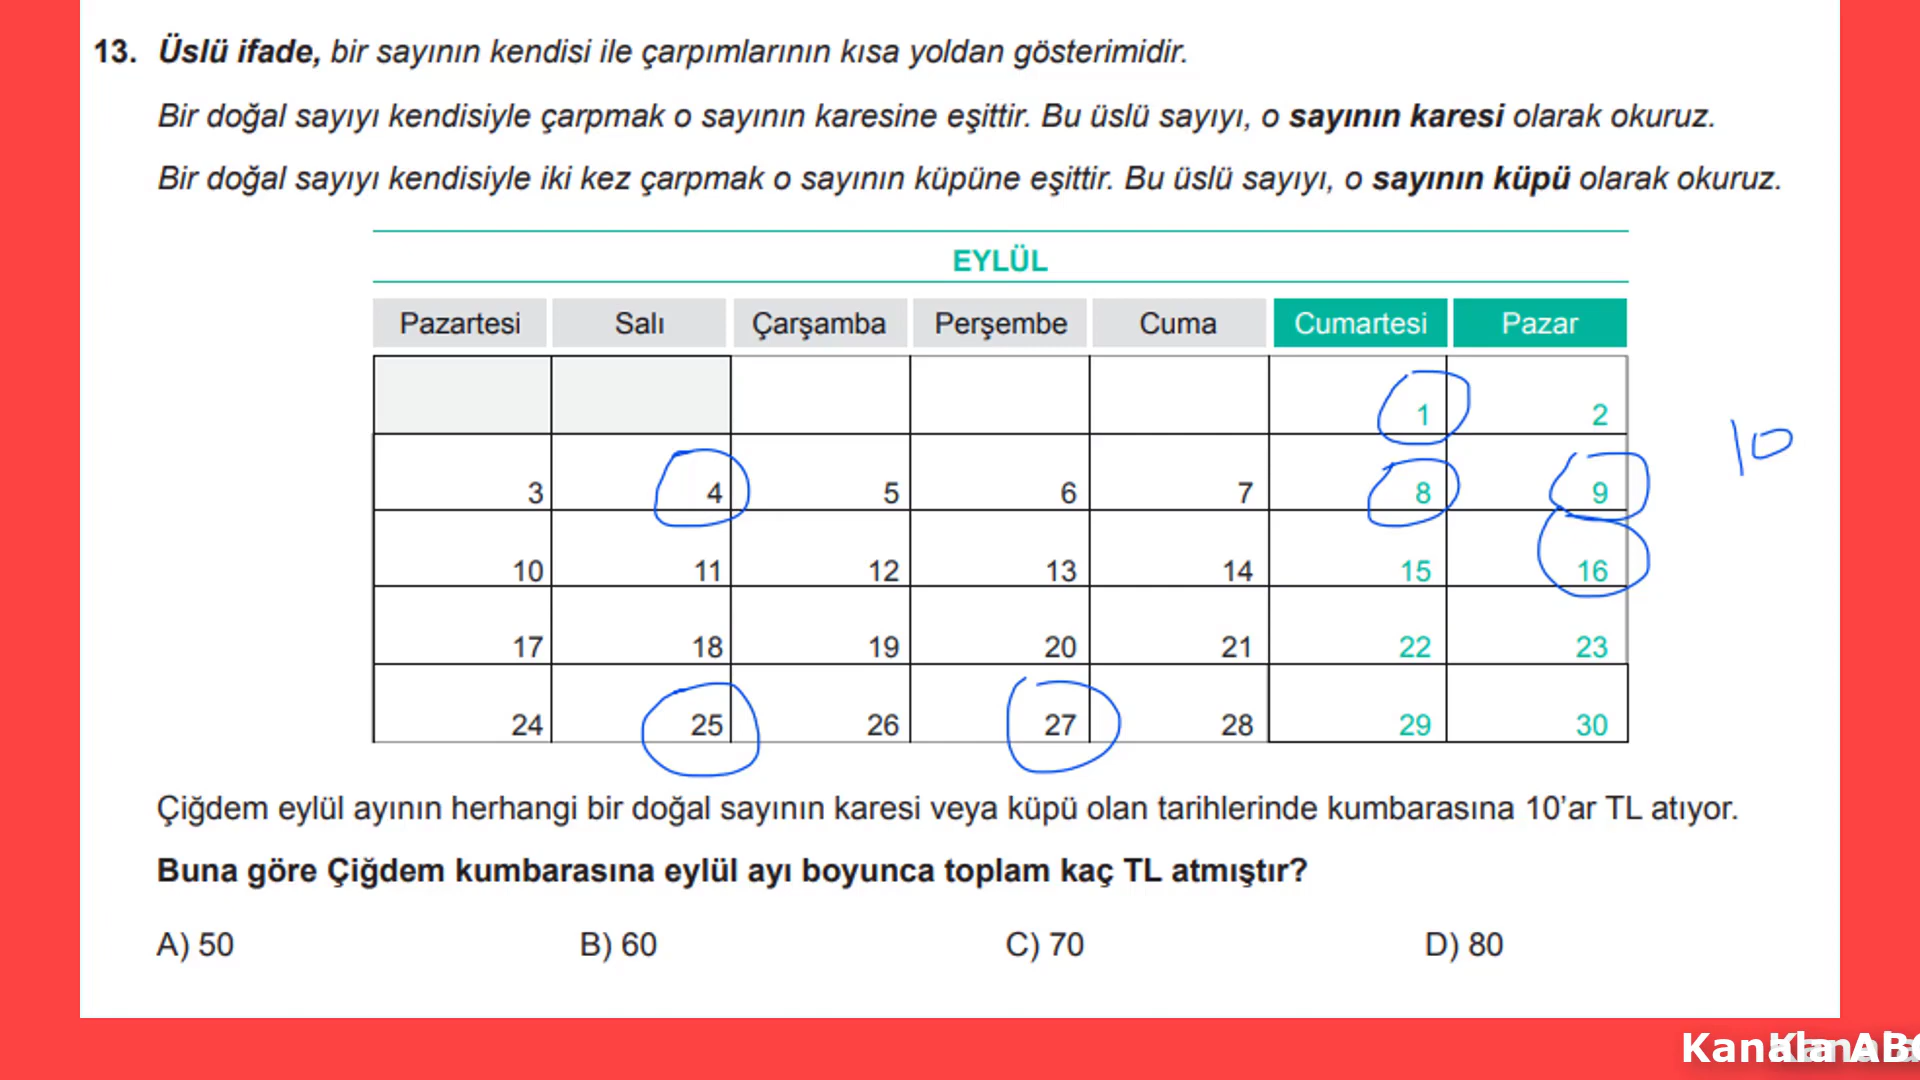 13. Üslü ifade, bir sayının kendisi ile çarpımlarının kısa yoldan gösterimidir.
Bir doğal sayıyı kendisiyle çarpmak o sayının karesine eşittir. Bu üslü sayıyı, o sayının karesi olarak okuruz.
Bir doğal sayıyı kendisiyle iki kez çarpmak o sayının küpüne eşittir. Bu üslü sayıyı, o sayının küpü olarak okuruz.
EYLÜL
Pazartesi Salı Çarşamba Perşembe Cuma Cumartesi Pazar
1 2
10
3 4 5 6 7 8 9
10 11 12 13 14 15 16
17 18 19 20 21 22 23
24 25 26 27 28 29 30
Çiğdem eylül ayının herhangi bir doğal sayının karesi veya küpü olan tarihlerinde kumbarasına 10'ar TL atıyor.
Buna göre Çiğdem kumbarasına eylül ayı boyunca toplam kaç TL atmıştır?
A) 50 B) 60 C) 70 D) 80